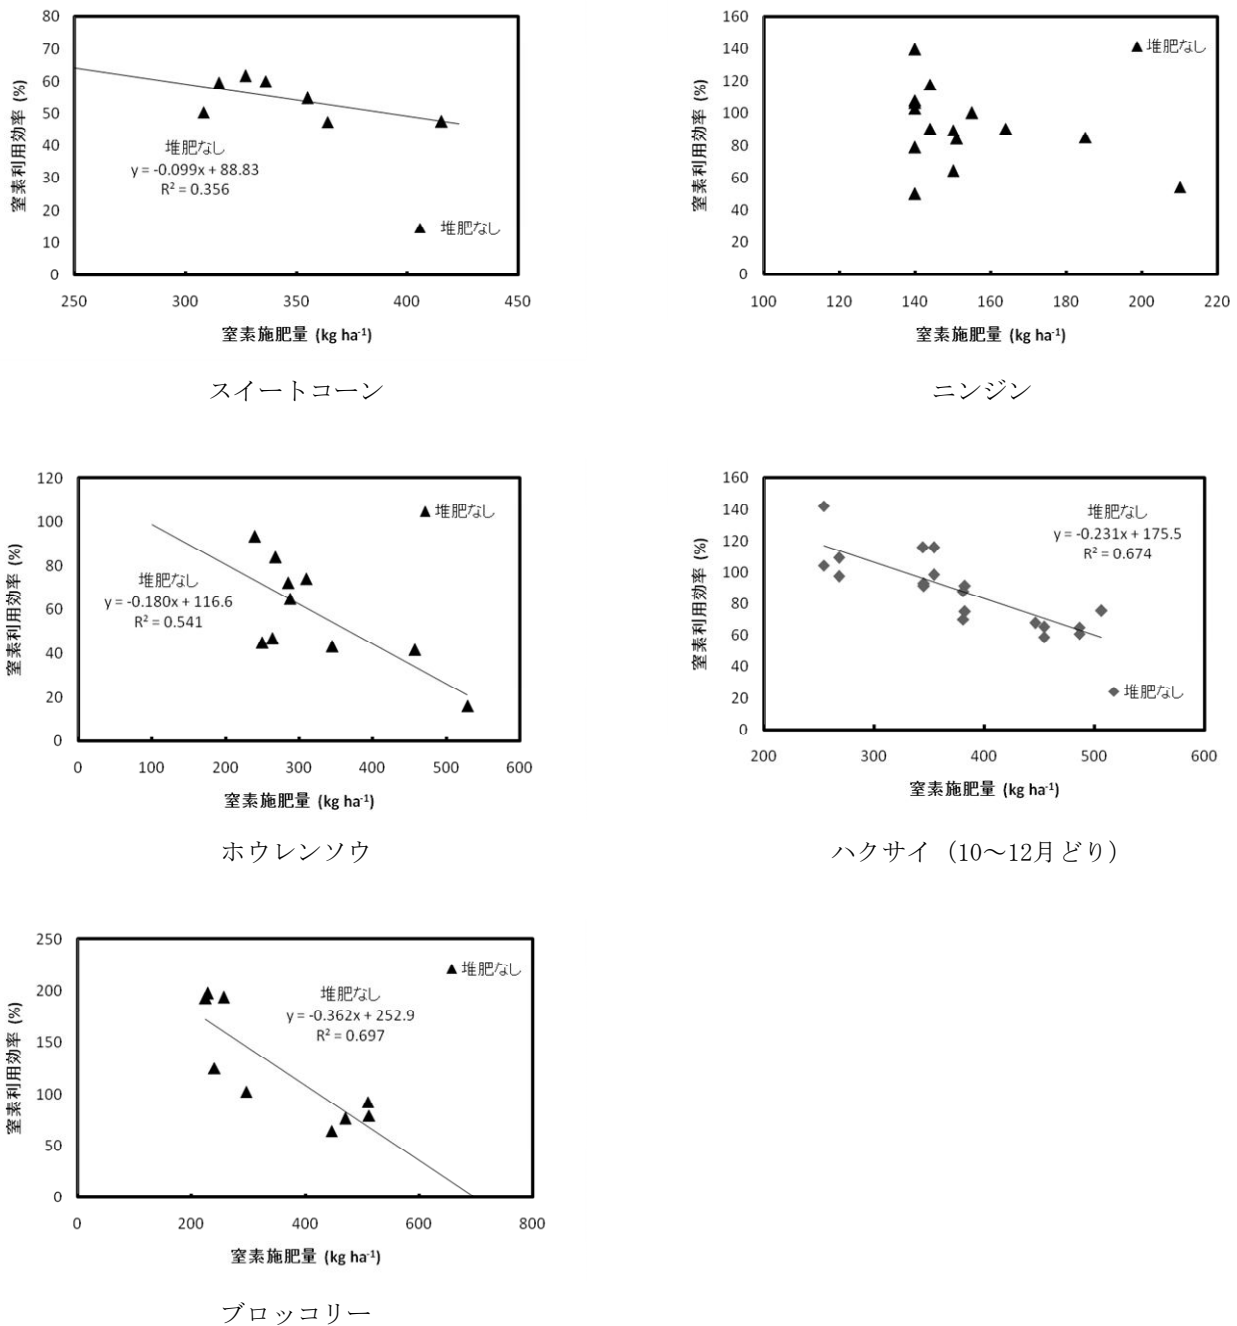 80
70
60
50
40
30
20
10
0
窒素利用効率 (%)
堆肥なし
y = -0.099x + 88.83
R² = 0.356
▲ 堆肥なし
250 300 350 400 450
窒素施肥量 (kg ha⁻¹)
スイートコーン
160
140
120
100
80
60
40
20
0
窒素利用効率 (%)
▲ 堆肥なし
100 120 140 160 180 200 220
窒素施肥量 (kg ha⁻¹)
ニンジン
120
100
80
60
40
20
0
窒素利用効率 (%)
▲ 堆肥なし
堆肥なし
y = -0.180x + 116.6
R² = 0.541
0 100 200 300 400 500 600
窒素施肥量 (kg ha⁻¹)
ホウレンソウ
160
140
120
100
80
60
40
20
0
窒素利用効率 (%)
堆肥なし
y = -0.231x + 175.5
R² = 0.674
◆ 堆肥なし
200 300 400 500 600
窒素施肥量 (kg ha⁻¹)
ハクサイ（10～12月どり）
250
200
150
100
50
0
窒素利用効率 (%)
▲ 堆肥なし
堆肥なし
y = -0.362x + 252.9
R² = 0.697
0 200 400 600 800
窒素施肥量 (kg ha⁻¹)
ブロッコリー